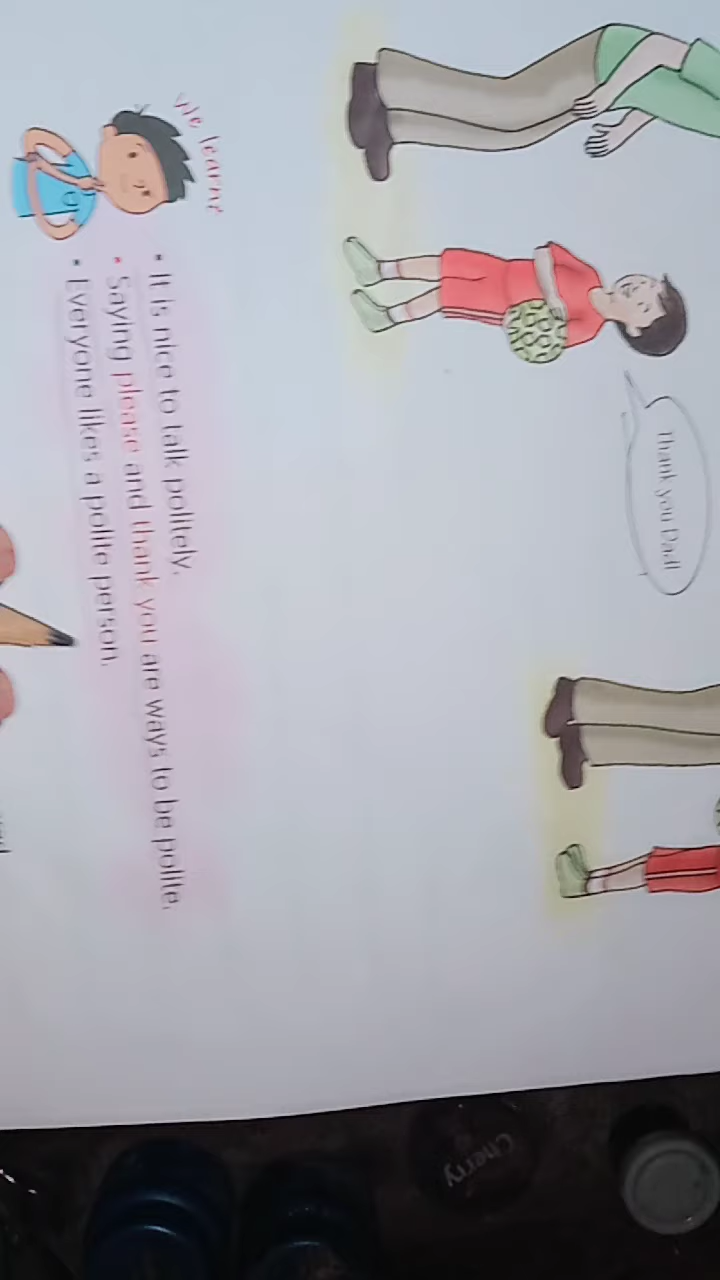 Thank you Dad!
We learnt
• It is nice to talk politely.
• Saying please and thank you are ways to be polite.
• Everyone likes a polite person.
Cherry